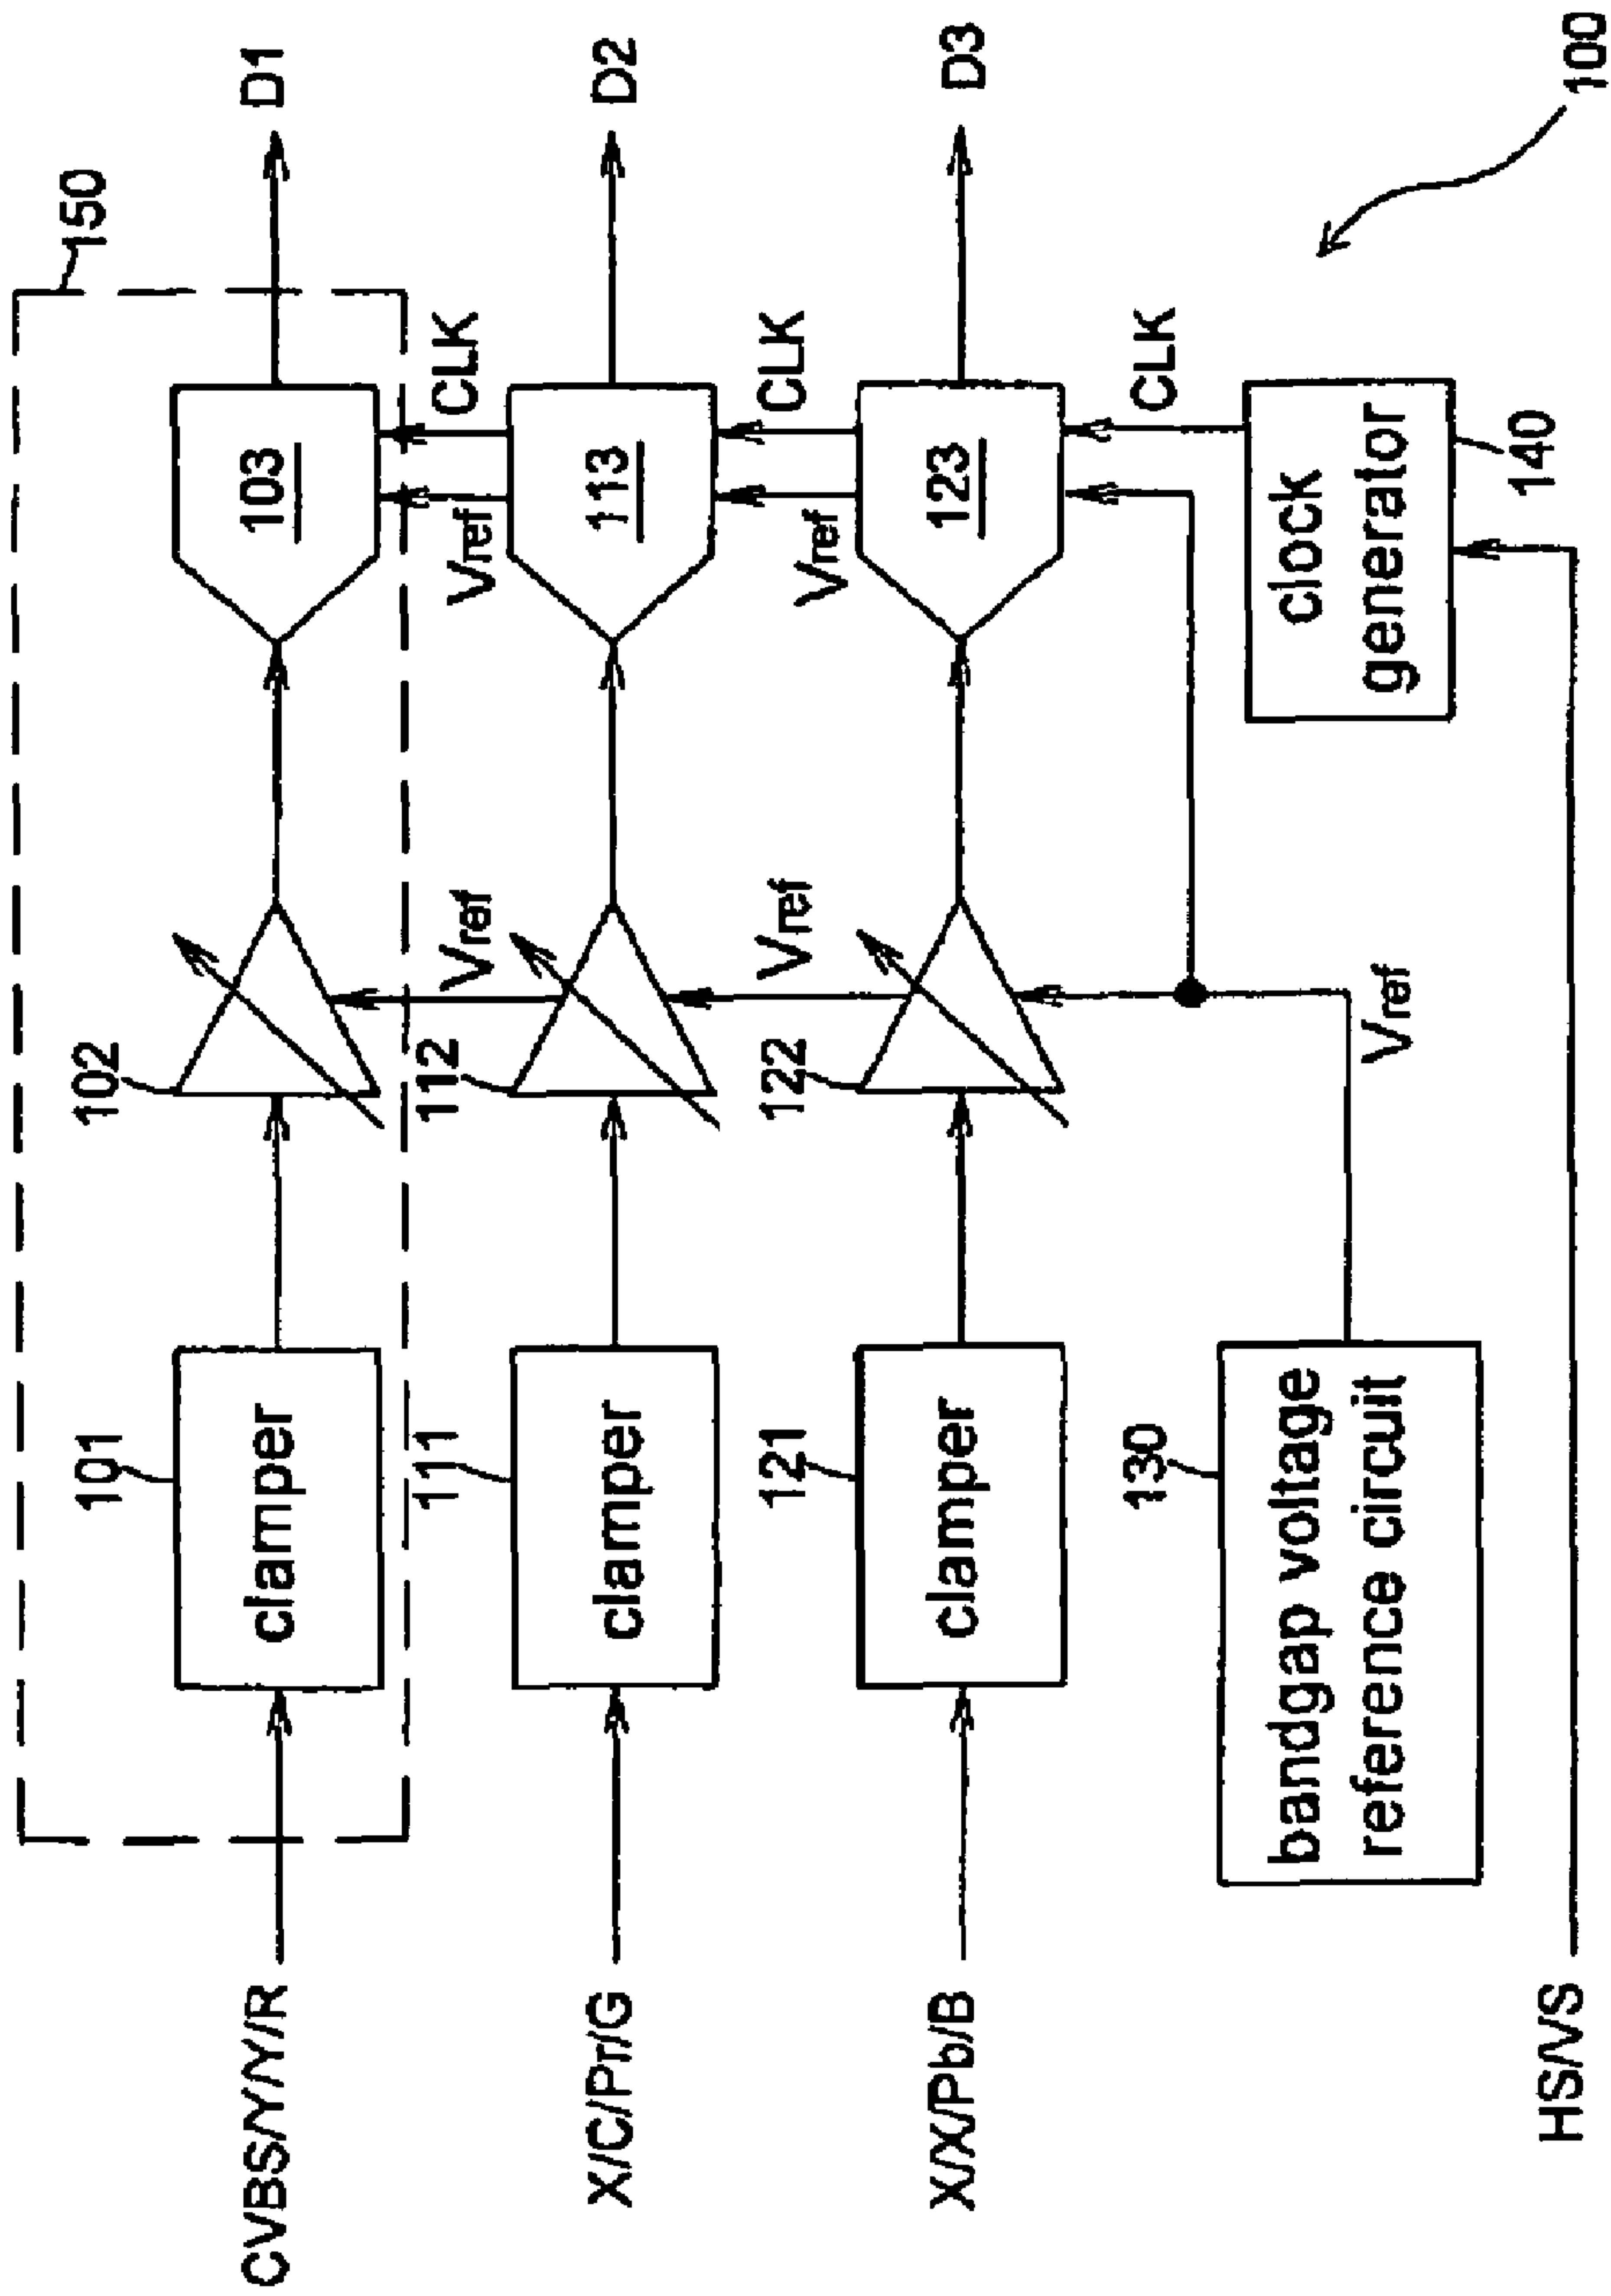 150
101
102
CVBS/Y/Y/R
clamper
103
D1
Vref
Vref
CLK
111
112
X/C/Pr/G
clamper
113
D2
Vref
Vref
CLK
121
122
X/X/Pb/B
clamper
123
D3
130
Vref
CLK
bandgap voltage
reference circuit
clock
generator
140
HS/VS
100